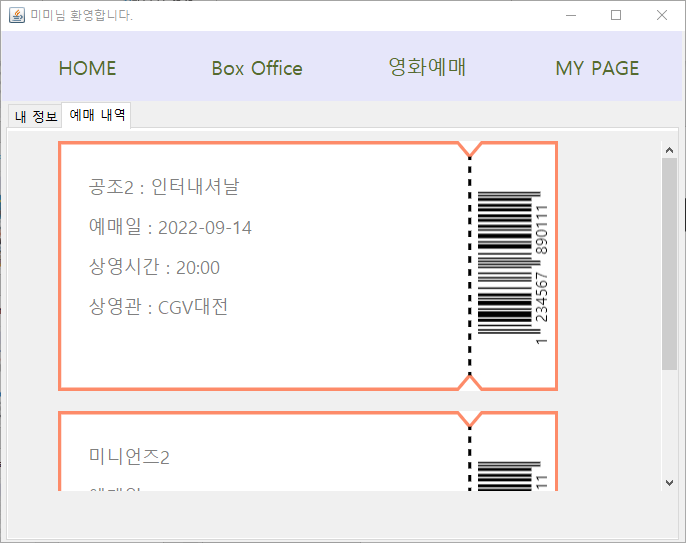 미미님 환영합니다.
HOME Box Office 영화예매 MY PAGE
내 정보 예매 내역
공조2 : 인터내셔날
예매일 : 2022-09-14
상영시간 : 20:00
상영관 : CGV대전
1 234567 890111
미니언즈2
11